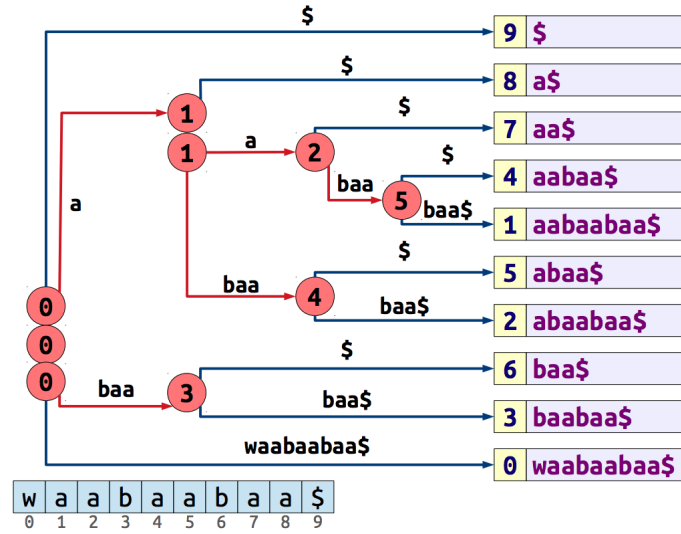 $
9 $
$
1
8 a$
$
7 aa$
1
a
2
$
4 aabaa$
baa
5
baa$
1 aabaabaa$
a
$
5 abaa$
baa
4
baa$
2 abaabaa$
0
0
0
$
6 baa$
baa
3
baa$
3 baabaa$
waabaabaa$
0 waabaabaa$
w a a b a a b a a $
0 1 2 3 4 5 6 7 8 9